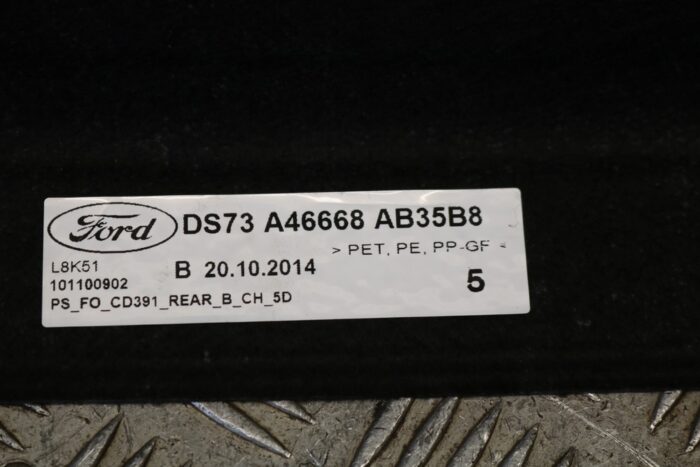 Ford DS73 A46668 AB35B8
> PET, PE, PP-GF <
L8K51
B 20.10.2014
101100902
5
PS_FO_CD391_REAR_B_CH_5D